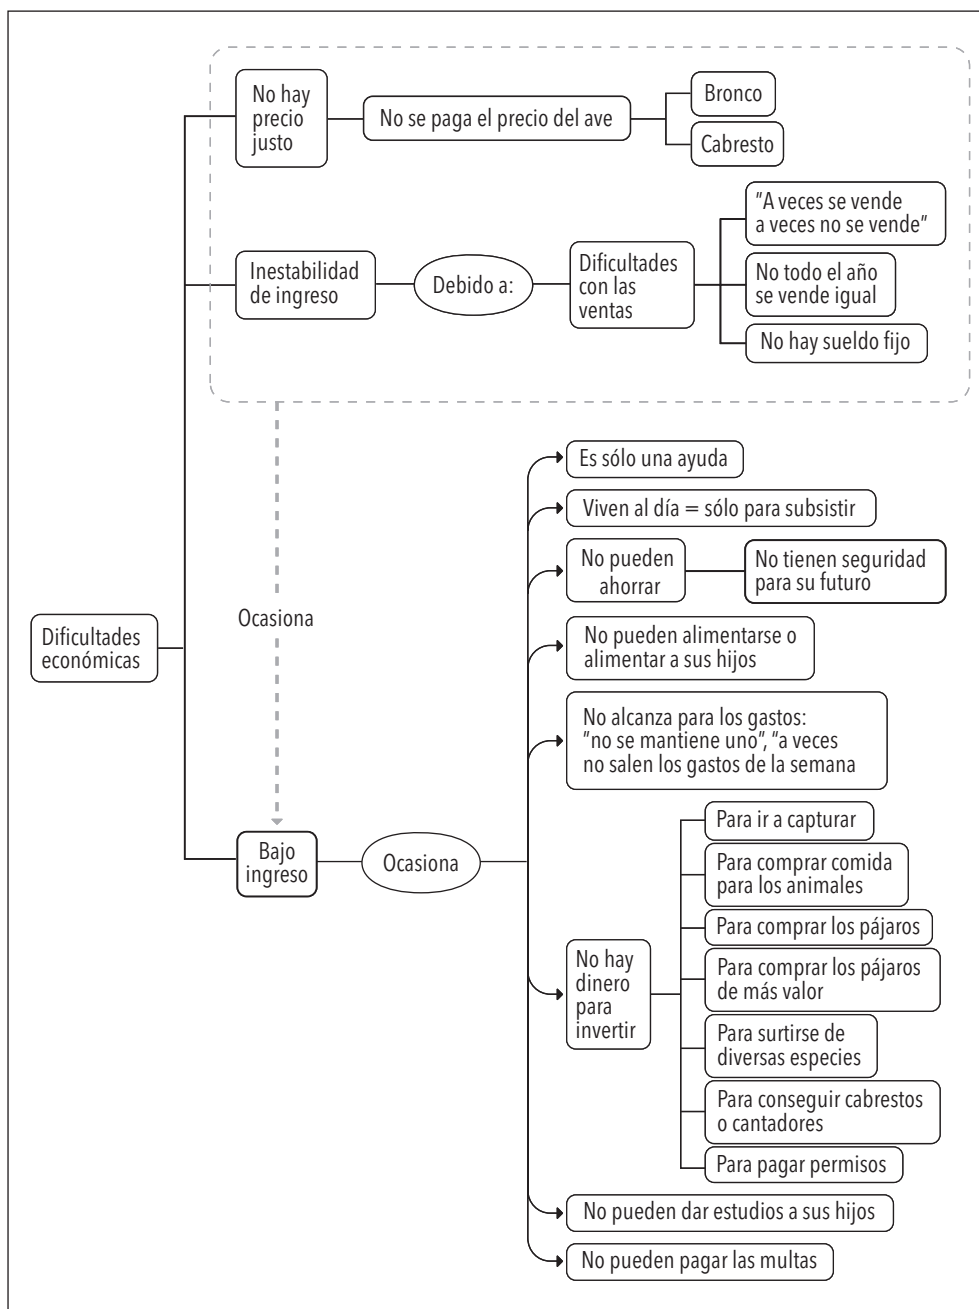 No hay
precio
justo
No se paga el precio del ave
Bronco
Cabresto
Inestabilidad
de ingreso
Debido a:
Dificultades
con las
ventas
"A veces se vende
a veces no se vende"
No todo el año
se vende igual
No hay sueldo fijo
Dificultades
económicas
Ocasiona
Bajo
ingreso
Ocasiona
Es sólo una ayuda
Viven al día = sólo para subsistir
No pueden
ahorrar
No tienen seguridad
para su futuro
No pueden alimentarse o
alimentar a sus hijos
No alcanza para los gastos:
"no se mantiene uno", "a veces
no salen los gastos de la semana
No hay
dinero
para
invertir
Para ir a capturar
Para comprar comida
para los animales
Para comprar los pájaros
Para comprar los pájaros
de más valor
Para surtirse de
diversas especies
Para conseguir cabrestos
o cantadores
Para pagar permisos
No pueden dar estudios a sus hijos
No pueden pagar las multas